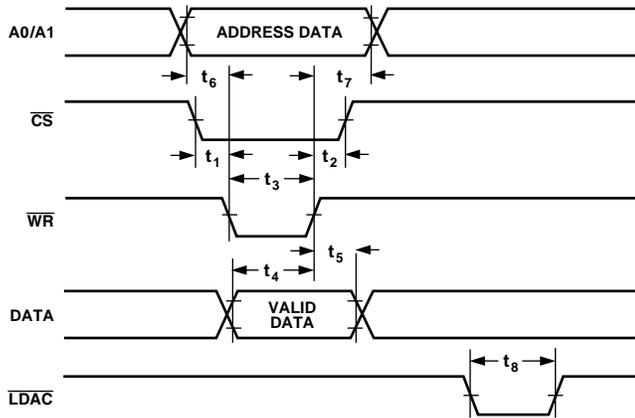 A0/A1
ADDRESS DATA
t6
t7
CS
t1
t2
t3
WR
t5
t4
DATA
VALID
DATA
t8
LDAC